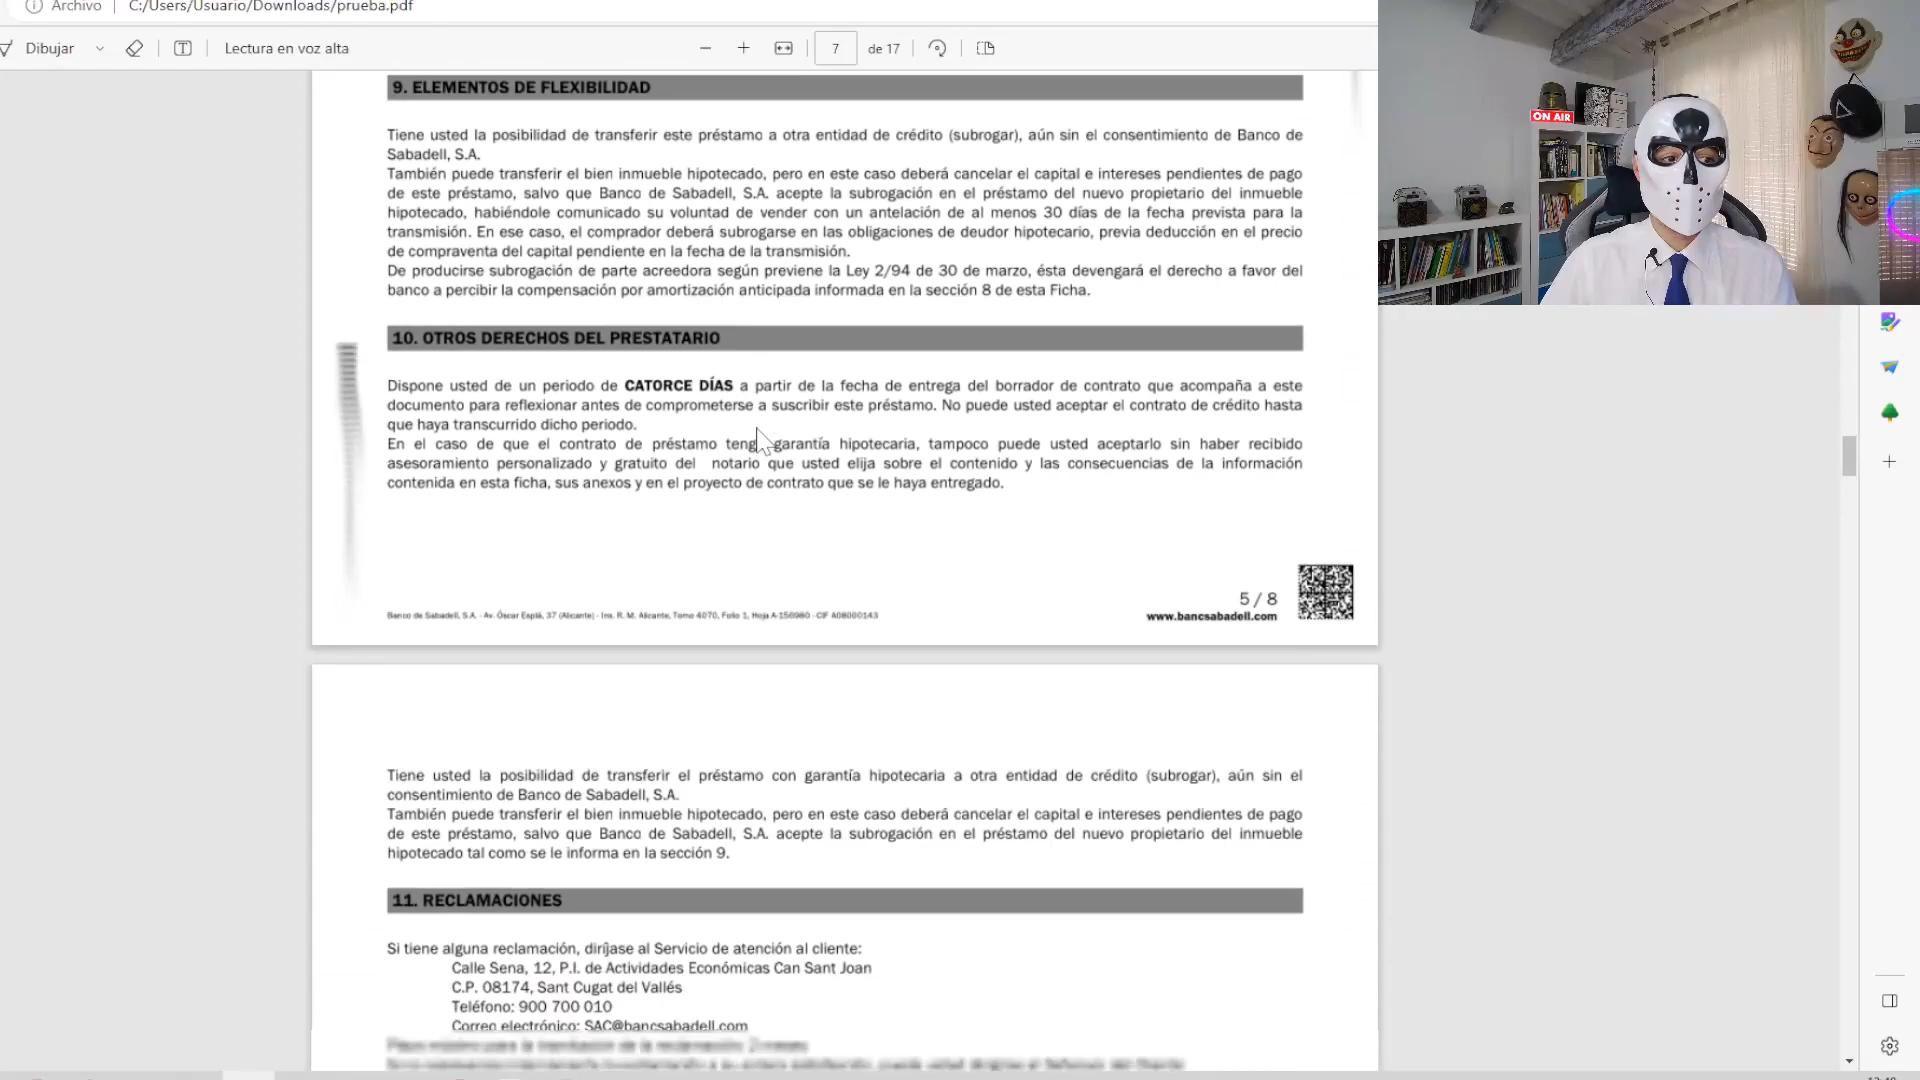 Archivo
C:/Users/Usuario/Downloads/prueba.pdf
Dibujar
Lectura en voz alta
7
de 17
ON AIR
9. ELEMENTOS DE FLEXIBILIDAD
Tiene usted la posibilidad de transferir este préstamo a otra entidad de crédito (subrogar), aún sin el consentimiento de Banco de
Sabadell, S.A.
También puede transferir el bien inmueble hipotecado, pero en este caso deberá cancelar el capital e intereses pendientes de pago
de este préstamo, salvo que Banco de Sabadell, S.A. acepte la subrogación en el préstamo del nuevo propietario del inmueble
hipotecado, habiéndole comunicado su voluntad de vender con un antelación de al menos 30 días de la fecha prevista para la
transmisión. En ese caso, el comprador deberá subrogarse en las obligaciones de deudor hipotecario, previa deducción en el precio
de compraventa del capital pendiente en la fecha de la transmisión.
De producirse subrogación de parte acreedora según previene la Ley 2/94 de 30 de marzo, ésta devengará el derecho a favor del
banco a percibir la compensación por amortización anticipada informada en la sección 8 de esta Ficha.
10. OTROS DERECHOS DEL PRESTATARIO
Dispone usted de un periodo de CATORCE DÍAS a partir de la fecha de entrega del borrador de contrato que acompaña a este
documento para reflexionar antes de comprometerse a suscribir este préstamo. No puede usted aceptar el contrato de crédito hasta
que haya transcurrido dicho periodo.
En el caso de que el contrato de préstamo teng garantía hipotecaria, tampoco puede usted aceptarlo sin haber recibido
asesoramiento personalizado y gratuito del notario que usted elija sobre el contenido y las consecuencias de la información
contenida en esta ficha, sus anexos y en el proyecto de contrato que se le haya entregado.
5 / 8
Banco de Sabadell, S.A. - Av. Óscar Esplá, 37 (Alicante) - Ins. R. M. Alicante, Tomo 4070, Folio 1, Hoja A-156980 - CIF A08000143
www.bancsabadell.com
Tiene usted la posibilidad de transferir el préstamo con garantía hipotecaria a otra entidad de crédito (subrogar), aún sin el
consentimiento de Banco de Sabadell, S.A.
También puede transferir el bien inmueble hipotecado, pero en este caso deberá cancelar el capital e intereses pendientes de pago
de este préstamo, salvo que Banco de Sabadell, S.A. acepte la subrogación en el préstamo del nuevo propietario del inmueble
hipotecado tal como se le informa en la sección 9.
11. RECLAMACIONES
Si tiene alguna reclamación, diríjase al Servicio de atención al cliente:
Calle Sena, 12, P.I. de Actividades Económicas Can Sant Joan
C.P. 08174, Sant Cugat del Vallés
Teléfono: 900 700 010
Correo electrónico: SAC@bancsabadell.com